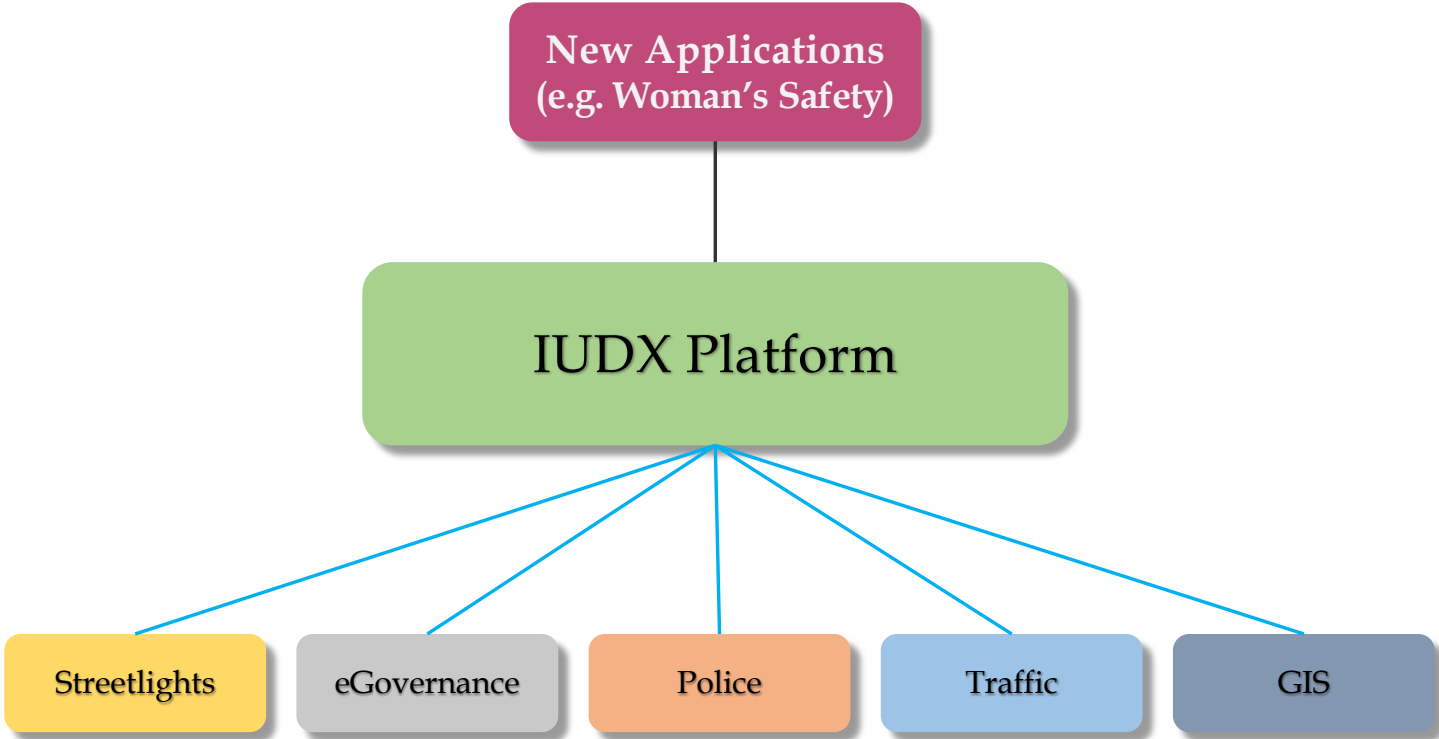 New Applications
(e.g. Woman’s Safety)
IUDX Platform
Streetlights
eGovernance
Police
Traffic
GIS